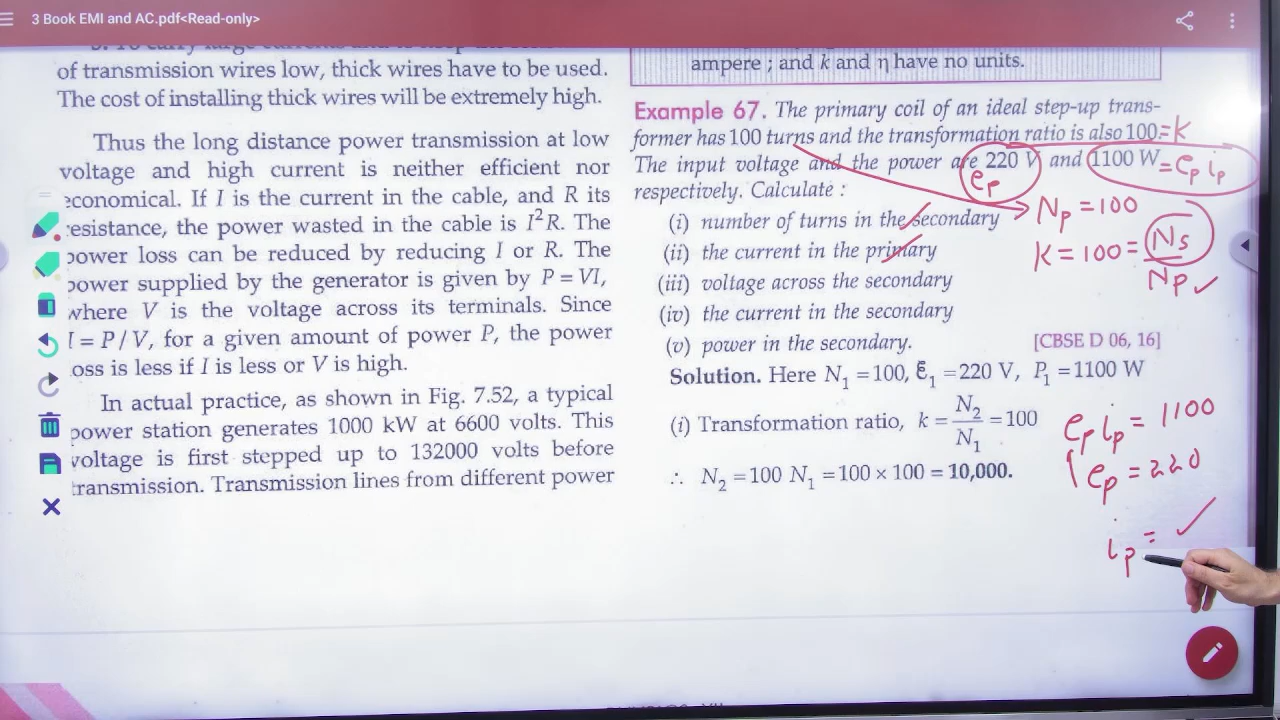 3 Book EMI and AC.pdf<Read-only>
of transmission wires low, thick wires have to be used.
The cost of installing thick wires will be extremely high.
Thus the long distance power transmission at low
voltage and high current is neither efficient nor
economical. If I is the current in the cable, and R its
resistance, the power wasted in the cable is I²R. The
power loss can be reduced by reducing I or R. The
power supplied by the generator is given by P = VI,
where V is the voltage across its terminals. Since
I = P / V, for a given amount of power P, the power
oss is less if I is less or V is high.
In actual practice, as shown in Fig. 7.52, a typical
power station generates 1000 kW at 6600 volts. This
voltage is first stepped up to 132000 volts before
transmission. Transmission lines from different power
ampere ; and k and η have no units.
Example 67. The primary coil of an ideal step-up trans-
former has 100 turns and the transformation ratio is also 100. = k
The input voltage and the power are 220 V and 1100 W = ep ip
respectively. Calculate :
ep
(i) number of turns in the secondary
(ii) the current in the primary
(iii) voltage across the secondary
(iv) the current in the secondary
(v) power in the secondary. [CBSE D 06, 16]
Np = 100
K = 100 = Ns / Np
Solution. Here N₁ = 100, Ɛ₁ = 220 V, P₁ = 1100 W
(i) Transformation ratio, k = N₂ / N₁ = 100
∴ N₂ = 100 N₁ = 100 × 100 = 10,000.
ep ip = 1100
ep = 220
ip =